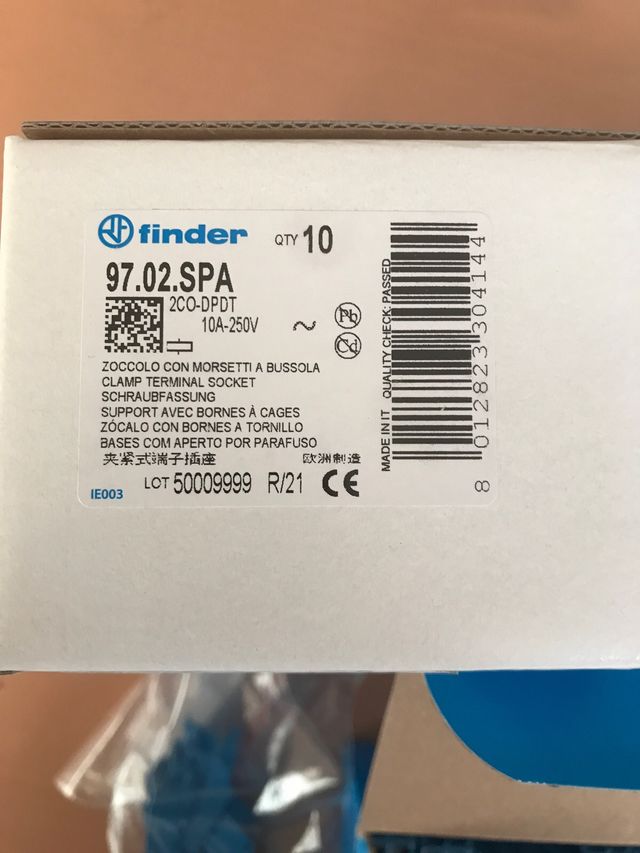 finder
QTY 10
97.02.SPA
2CO-DPDT
10A-250V
Pb
Cd
ZOCCOLO CON MORSETTI A BUSSOLA
CLAMP TERMINAL SOCKET
SCHRAUBFASSUNG
SUPPORT AVEC BORNES À CAGES
ZÓCALO CON BORNES A TORNILLO
BASES COM APERTO POR PARAFUSO
夹紧式端子插座 欧洲制造
LOT 50009999 R/21 CE
IE003
MADE IN IT QUALITY CHECK: PASSED
8 012823 304144